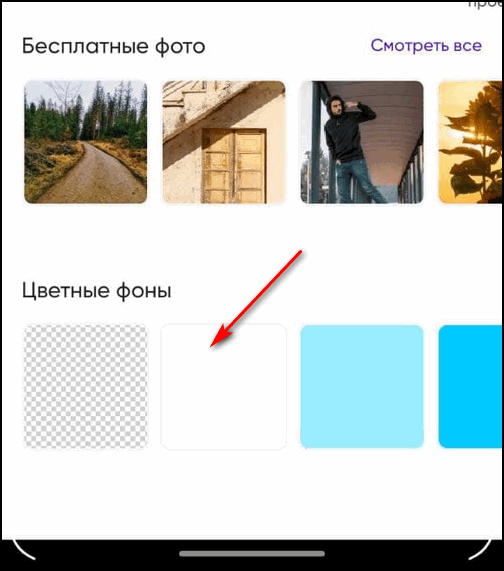 Бесплатные фото
Смотреть все
Цветные фоны